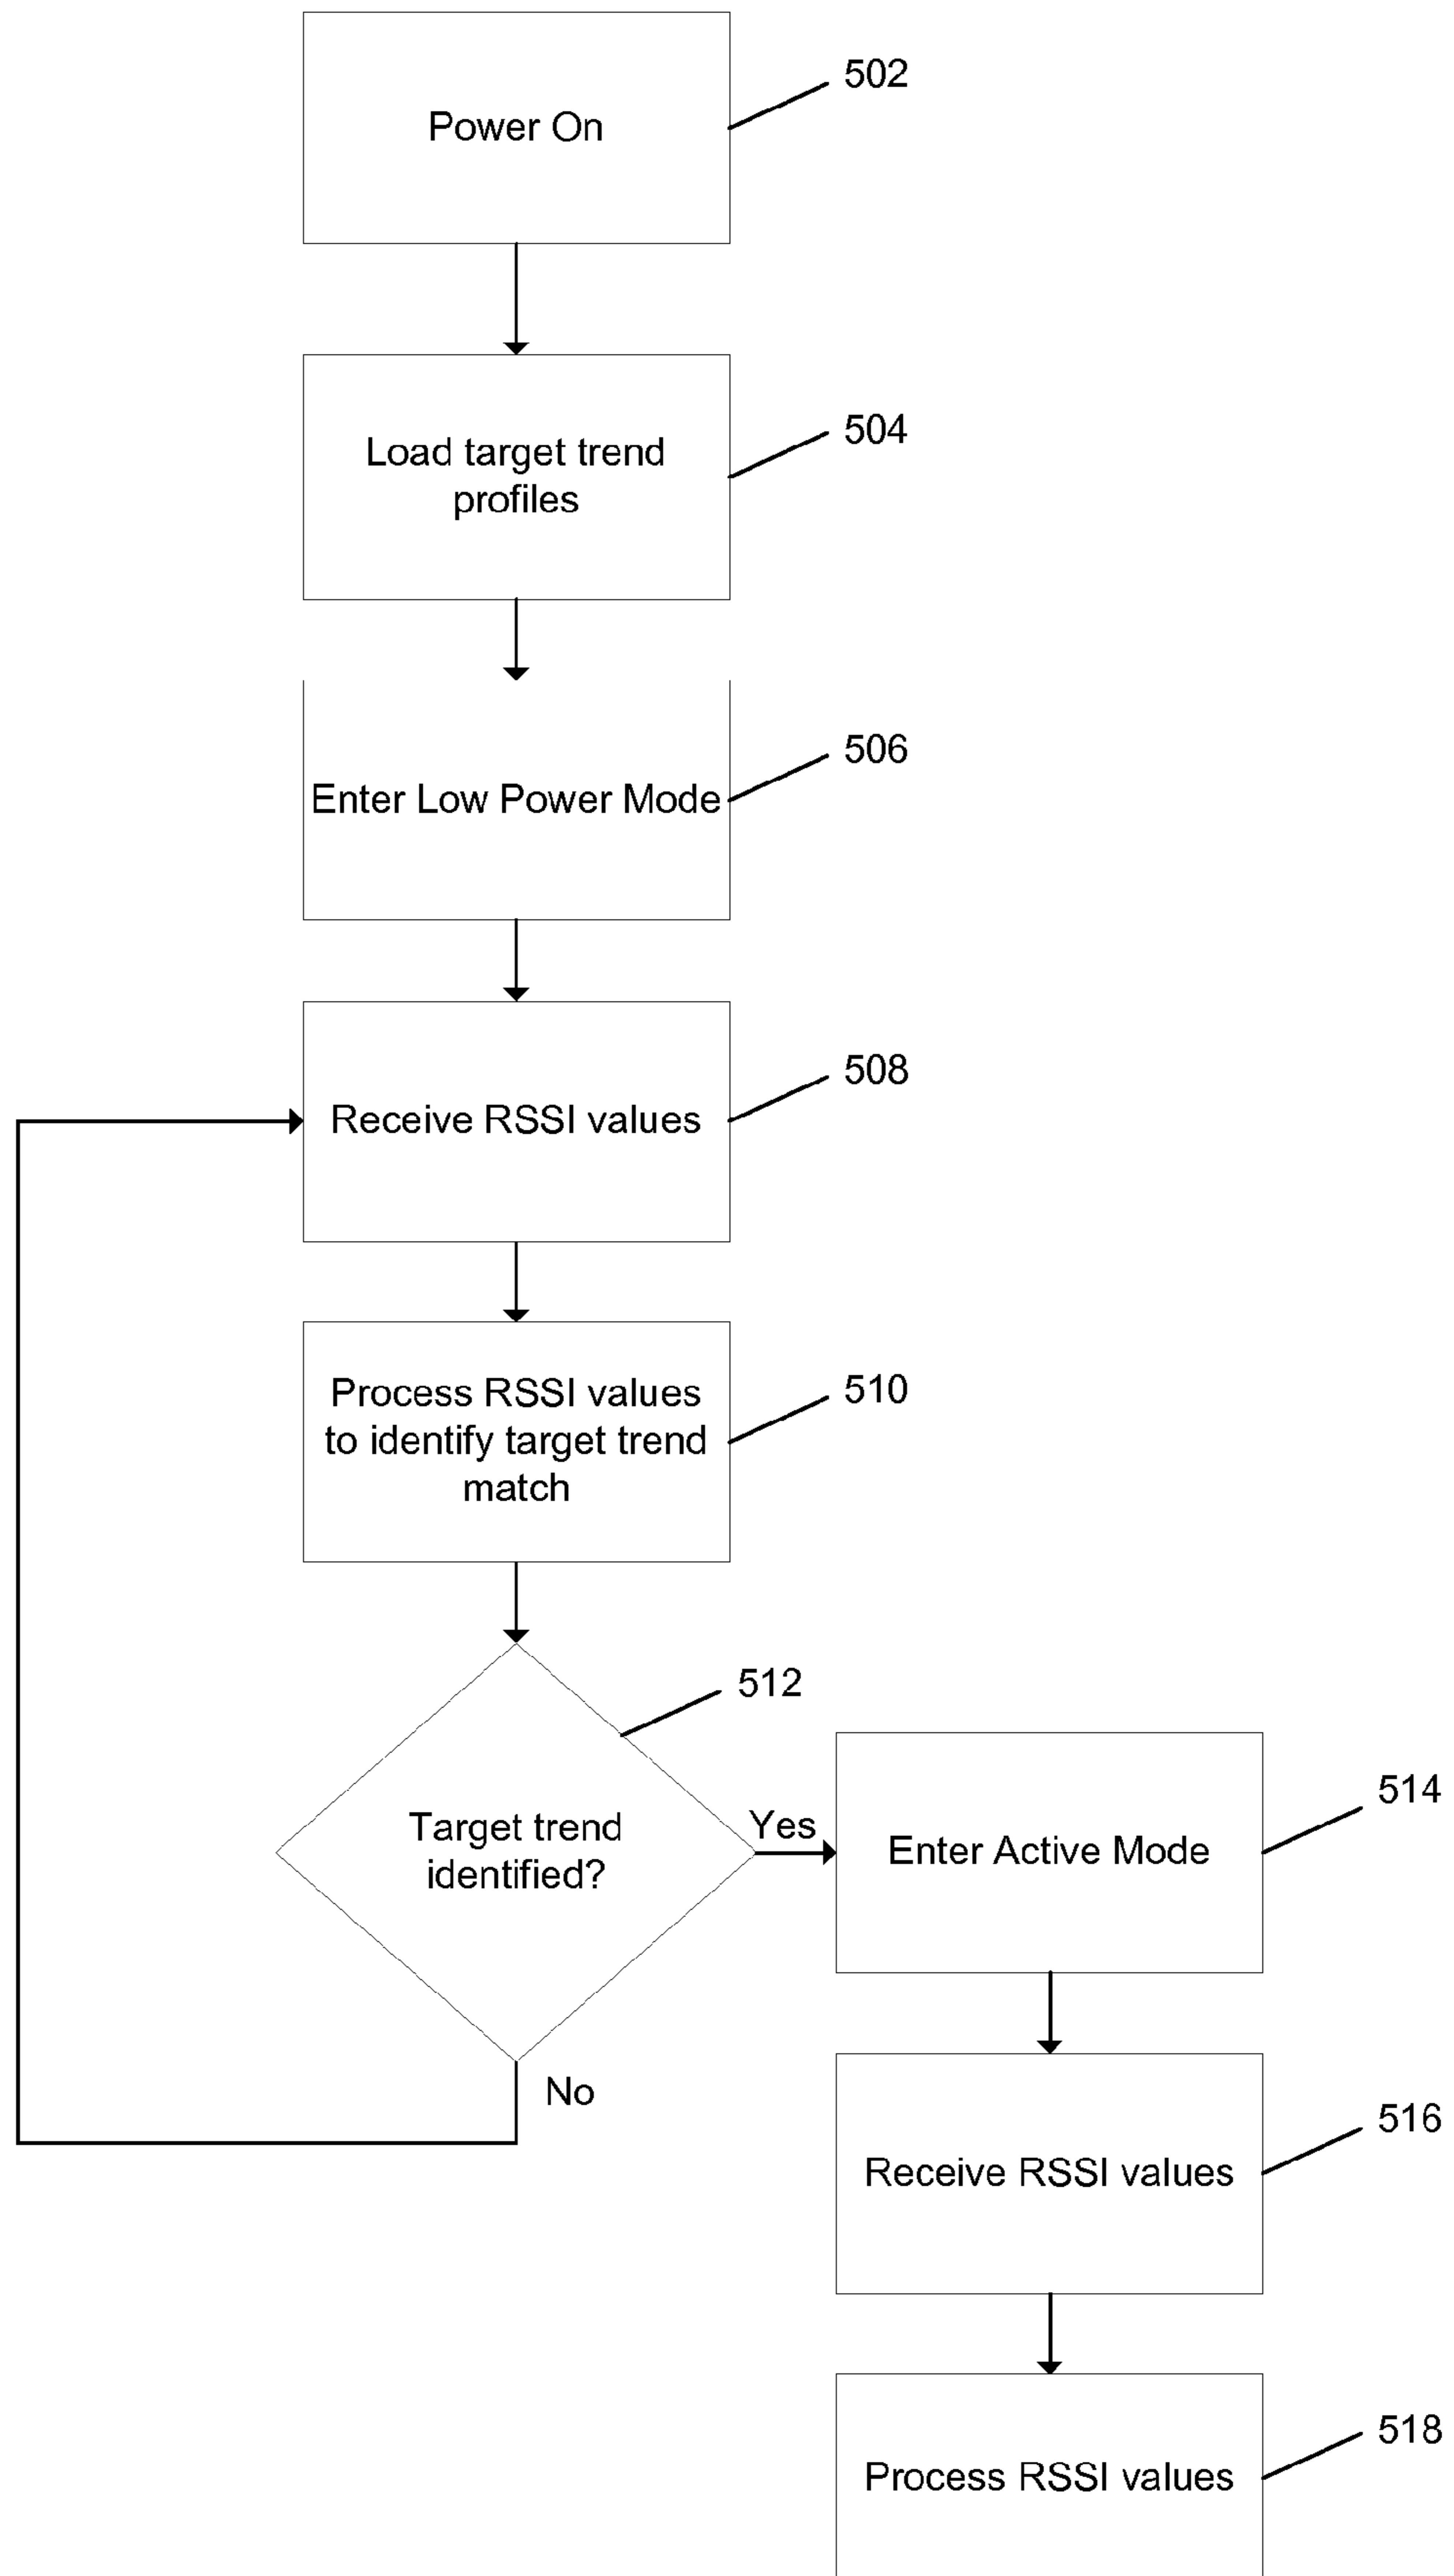 Power On
502
Load target trend
profiles
504
Enter Low Power Mode
506
Receive RSSI values
508
Process RSSI values
to identify target trend
match
510
512
Target trend
identified?
Yes
No
Enter Active Mode
514
Receive RSSI values
516
Process RSSI values
518